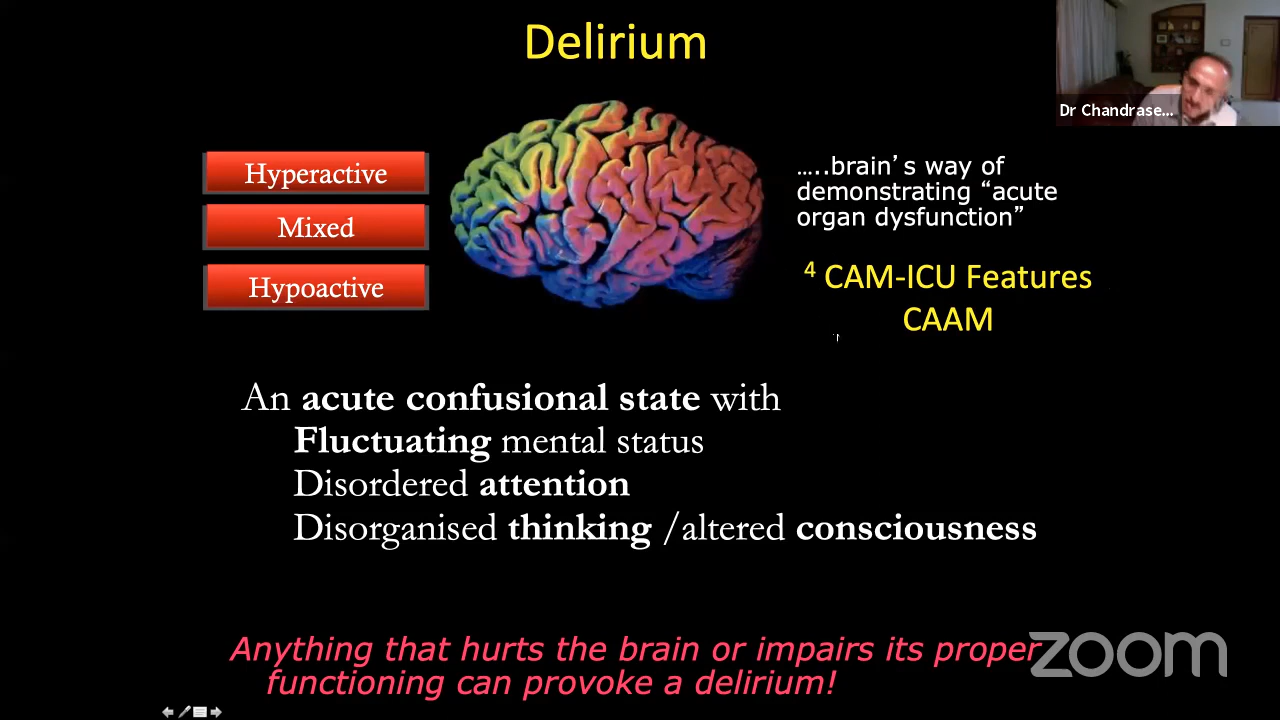 Delirium
Dr Chandrase...
Hyperactive
Mixed
Hypoactive
.....brain's way of
demonstrating “acute
organ dysfunction”
4 CAM-ICU Features
CAAM
An acute confusional state with
Fluctuating mental status
Disordered attention
Disorganised thinking /altered consciousness
Anything that hurts the brain or impairs its proper
functioning can provoke a delirium!
zoom